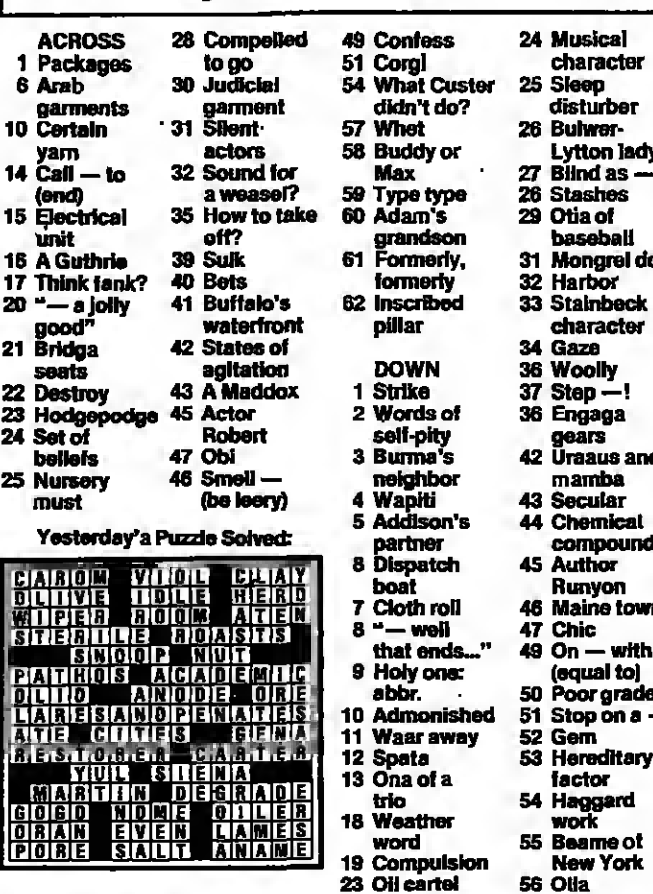 ACROSS
1 Packages
6 Arab
garments
10 Certain
yarn
14 Call — to
(end)
15 Electrical
unit
16 A Guthrie
17 Think fank?
20 "— a jolly
good"
21 Bridga
seats
22 Destroy
23 Hodgepodge
24 Set of
beliefs
25 Nursery
must
28 Compelled
to go
30 Judicial
garment
31 Silent
actors
32 Sound for
a weasel?
35 How to take
off?
39 Sulk
40 Bets
41 Buffalo's
waterfront
42 States of
agitation
43 A Maddox
45 Actor
Robert
47 Obi
46 Smell —
(be leery)
Yesterday'a Puzzle Solved:
CAROM VIOL CLAY
OLIVE IDLE HERD
WIPER ROOM ATEN
STERILE ROASTS
SNOOP NUT
PATHOS ACADEMIC
OLIO ANODE ORE
LARESANDPENATES
ATE CITES GENA
RESTORER CARTER
YUL SIENA
MARTIN DEGRADE
GOGO NOME OILER
ORAN EVEN LAMES
PORE SALT ANAME
49 Confess
51 Corgl
54 What Custer
didn't do?
57 Whet
58 Buddy or
Max
59 Type type
60 Adam's
grandson
61 Formerly,
formerly
62 Inscribed
pillar
DOWN
1 Strike
2 Words of
self-pity
3 Burma's
neighbor
4 Wapiti
5 Addison's
partner
8 Dispatch
boat
7 Cloth roll
8 "— well
that ends..."
9 Holy one:
abbr.
10 Admonished
11 Waar away
12 Spata
13 Ona of a
trio
18 Weather
word
19 Compulsion
23 Oil cartel
24 Musical
character
25 Sleep
disturber
26 Bulwer-
Lytton lady
27 Blind as —
26 Stashes
29 Otia of
baseball
31 Mongrel do
32 Harbor
33 Stainbeck
character
34 Gaze
36 Woolly
37 Step —!
36 Engaga
gears
42 Uraaus and
mamba
43 Secular
44 Chemical
compound
45 Author
Runyon
46 Maine town
47 Chic
49 On — with
(equal to)
50 Poor grade
51 Stop on a -
52 Gem
53 Hereditary
factor
54 Haggard
work
55 Beame ot
New York
56 Olla